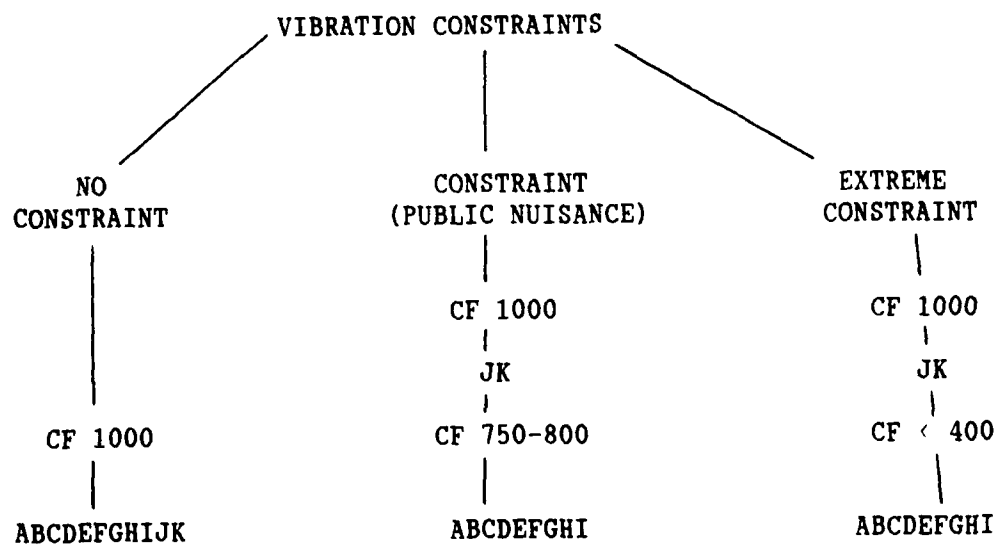 VIBRATION CONSTRAINTS
NO
CONSTRAINT
CF 1000
ABCDEFGHIJK
CONSTRAINT
(PUBLIC NUISANCE)
CF 1000
JK
CF 750-800
ABCDEFGHI
EXTREME
CONSTRAINT
CF 1000
JK
CF < 400
ABCDEFGHI